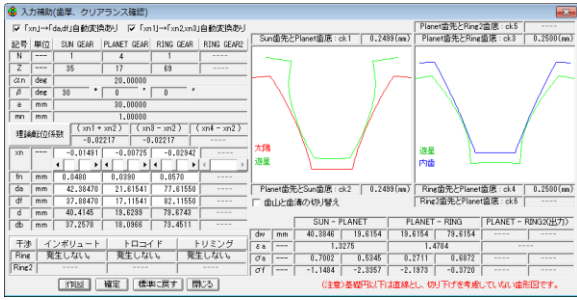 入力補助(歯厚、クリアランス確認)
「xn」→「da,df」自動変換あり 「xn1」→「xn2,xn3」自動変換あり
記号 単位 SUN GEAR PLANET GEAR RING GEAR RING GEAR2
N ---- 1 4 1 ----
Z ---- 35 17 69 ----
αn deg 20.00000
β deg 30 ° 0 ' 0 "
a mm 30.00000
mn mm 1.00000
理論転位係数 ( xn1 + xn2 ) ( xn3 - xn2 ) ( xn4 - xn2 )
-0.02217 -0.02217 ----
xn ---- -0.01491 -0.00725 -0.02942 ----
fn mm 0.0480 0.0390 0.0570 ----
da mm 42.38470 21.61541 77.61550 ----
df mm 37.88470 17.11541 82.11550 ----
d mm 40.4145 19.6299 79.6743 ----
db mm 37.2578 18.0966 73.4511 ----
干渉 インボリュート トロコイド トリミング
Ring 発生しない。 発生しない。 発生しない。
Ring2 ---- ---- ----
確定 標準に戻す 閉じる
Sun歯先とPlanet歯底 : ck1 0.2499(mm)
太陽
遊星
Planet歯先とSun歯底 : ck2 0.2499(mm)
歯山と歯溝の切り替え
Planet歯先とRing2歯底 : ck5 ----
Planet歯先とRing歯底 : ck3 0.2500(mm)
遊星
内歯
Ring歯先とPlanet歯底 : ck4 0.2500(mm)
Ring2歯先とPlanet歯底 : ck6 ----
SUN - PLANET PLANET - RING PLANET - RING2(出力)
dw mm 40.3846 19.6154 19.6154 79.6154 ---- ----
εα ---- 1.3275 1.4784 ----
σa ---- 0.7002 0.5345 0.2711 0.6872 ---- ----
σf ---- -1.1484 -2.3357 -2.1973 -0.3720 ---- ----
(注意)基礎円以下は直線とし、切り下げを考慮していない歯形図です。